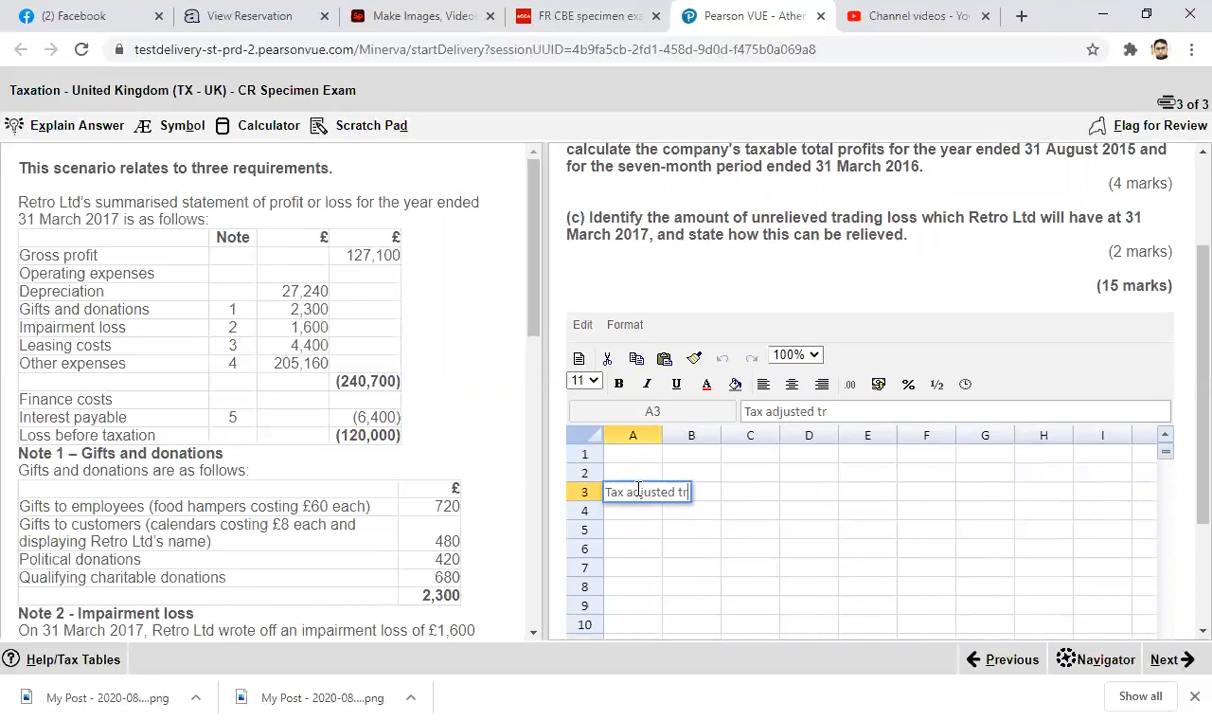 (2) Facebook
View Reservation
Make Images, Video
FR CBE specimen exa
Pearson VUE - Ather
Channel videos - Yo
testdelivery-st-prd-2.pearsonvue.com/Minerva/startDelivery?sessionUUID=4b9fa5cb-2fd1-458d-9d0d-f475b0a069a8
Taxation - United Kingdom (TX - UK) - CR Specimen Exam
3 of 3
Explain Answer Symbol Calculator Scratch Pad
Flag for Review
This scenario relates to three requirements.
Retro Ltd's summarised statement of profit or loss for the year ended
31 March 2017 is as follows:
Note £ £
Gross profit 127,100
Operating expenses
Depreciation 27,240
Gifts and donations 1 2,300
Impairment loss 2 1,600
Leasing costs 3 4,400
Other expenses 4 205,160
(240,700)
Finance costs
Interest payable 5 (6,400)
Loss before taxation (120,000)
Note 1 – Gifts and donations
Gifts and donations are as follows:
£
Gifts to employees (food hampers costing £60 each) 720
Gifts to customers (calendars costing £8 each and
displaying Retro Ltd's name) 480
Political donations 420
Qualifying charitable donations 680
2,300
Note 2 - Impairment loss
On 31 March 2017, Retro Ltd wrote off an impairment loss of £1,600
calculate the company's taxable total profits for the year ended 31 August 2015 and
for the seven-month period ended 31 March 2016.
(4 marks)
(c) Identify the amount of unrelieved trading loss which Retro Ltd will have at 31
March 2017, and state how this can be relieved.
(2 marks)
(15 marks)
Edit Format
100%
11 B I U A .00 % 1/2
A3 Tax adjusted tr
A B C D E F G H I
1
2
3 Tax adjusted tr
4
5
6
7
8
9
10
Help/Tax Tables
Previous Navigator Next
My Post - 2020-08....png
My Post - 2020-08....png
Show all